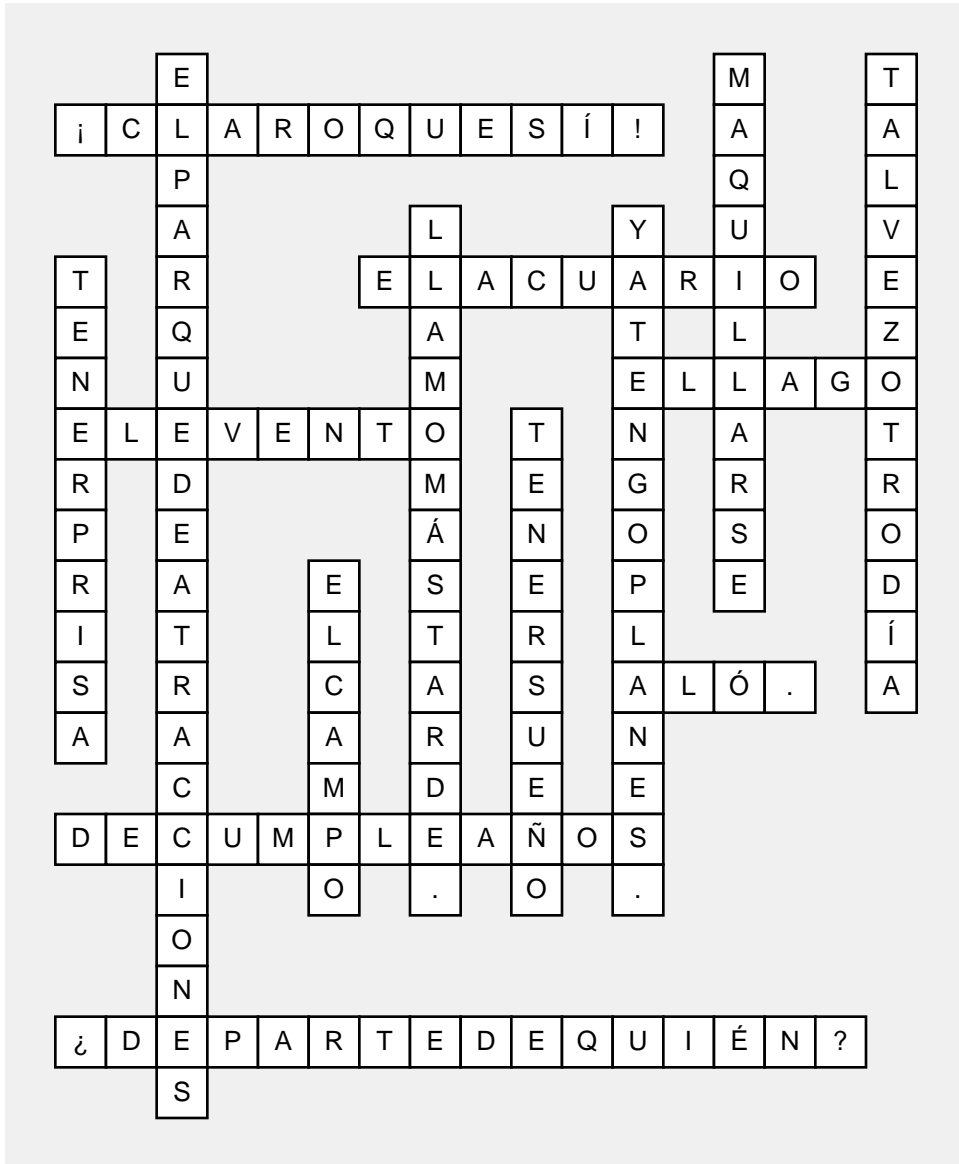 ELPARQUEDEATRACCIONES
MAQUILLARSE
TALVEZOTRODÍA
¡CLAROQUESÍ!
LLAMOMÁSTARDE.
YATENGOPLANES.
TENERPRISA
ELACUARIO
ELLAGO
ELEVENTO
TENERSUEÑO
ELCAMPO
ALÓ.
DECUMPLEAÑOS
¿DEPARTEDEQUIÉN?